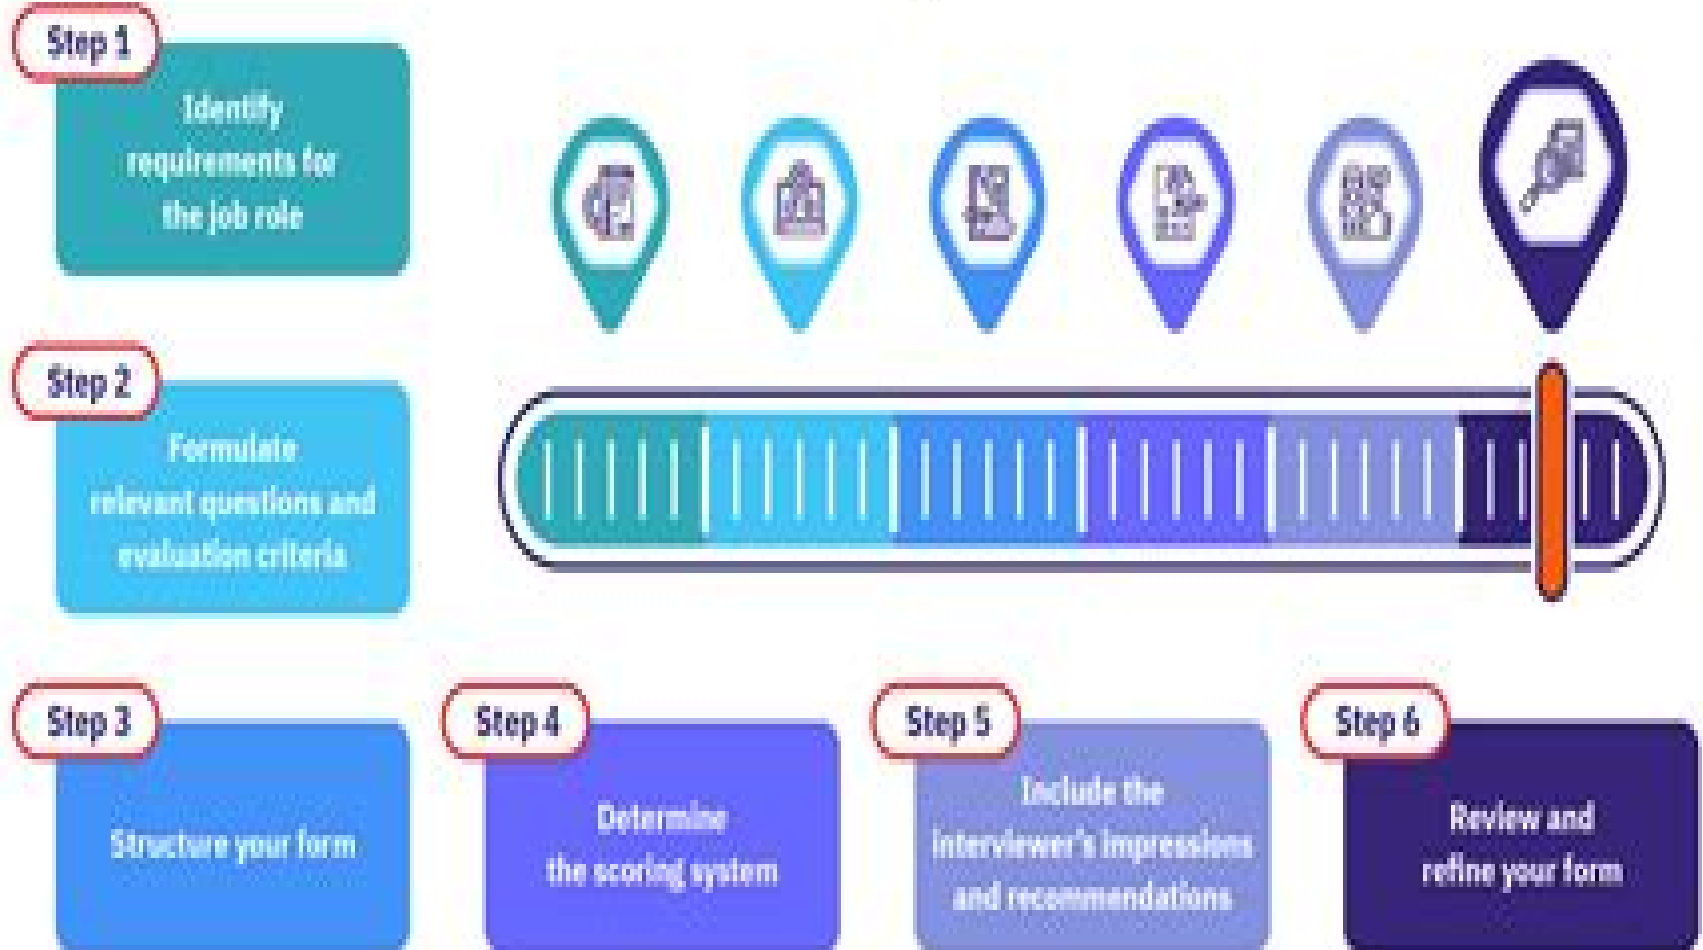 Step 1
Identify
requirements for
the job role
Step 2
Formulate
relevant questions and
evaluation criteria
Step 3
Structure your form
Step 4
Determine
the scoring system
Step 5
Include the
interviewer's impressions
and recommendations
Step 6
Review and
refine your form